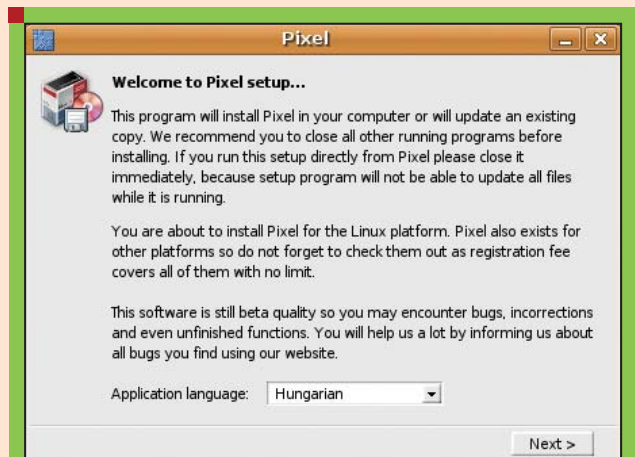 Pixel
Welcome to Pixel setup...
This program will install Pixel in your computer or will update an existing
copy. We recommend you to close all other running programs before
installing. If you run this setup directly from Pixel please close it
immediately, because setup program will not be able to update all files
while it is running.
You are about to install Pixel for the Linux platform. Pixel also exists for
other platforms so do not forget to check them out as registration fee
covers all of them with no limit.
This software is still beta quality so you may encounter bugs, incorrections
and even unfinished functions. You will help us a lot by informing us about
all bugs you find using our website.
Application language: Hungarian
Next >